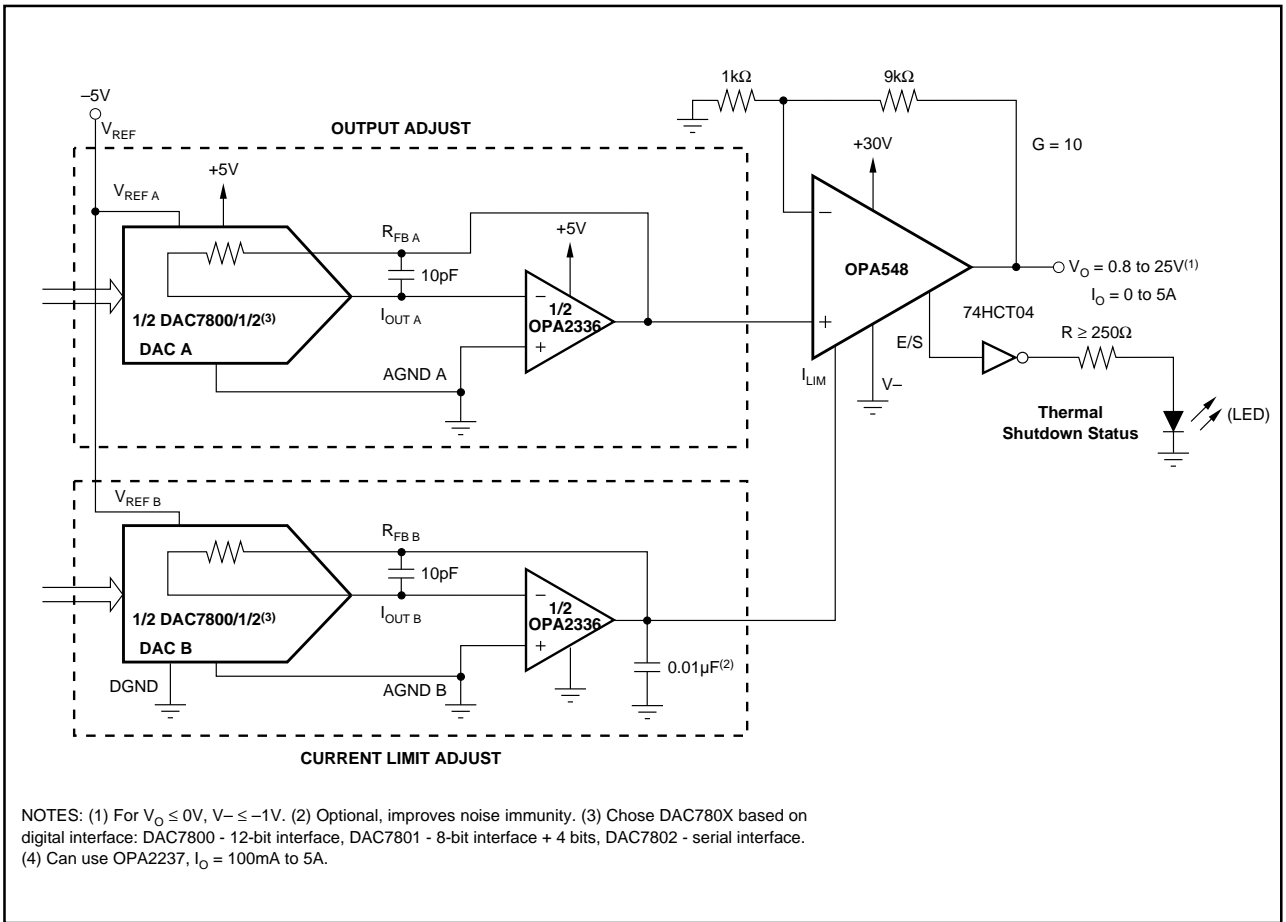 –5V
VREF
OUTPUT ADJUST
VREF A
+5V
RFB A
10pF
+5V
1/2 DAC7800/1/2(3)
DAC A
IOUT A
–
1/2
OPA2336
+
AGND A
1kΩ
9kΩ
+30V
G = 10
–
OPA548
+
VO = 0.8 to 25V(1)
IO = 0 to 5A
74HCT04
E/S
R ≥ 250Ω
ILIM
V–
Thermal
Shutdown Status
(LED)
VREF B
RFB B
10pF
1/2 DAC7800/1/2(3)
DAC B
IOUT B
–
1/2
OPA2336
+
DGND
AGND B
0.01µF(2)
CURRENT LIMIT ADJUST
NOTES: (1) For VO ≤ 0V, V– ≤ –1V. (2) Optional, improves noise immunity. (3) Chose DAC780X based on
digital interface: DAC7800 - 12-bit interface, DAC7801 - 8-bit interface + 4 bits, DAC7802 - serial interface.
(4) Can use OPA2237, IO = 100mA to 5A.